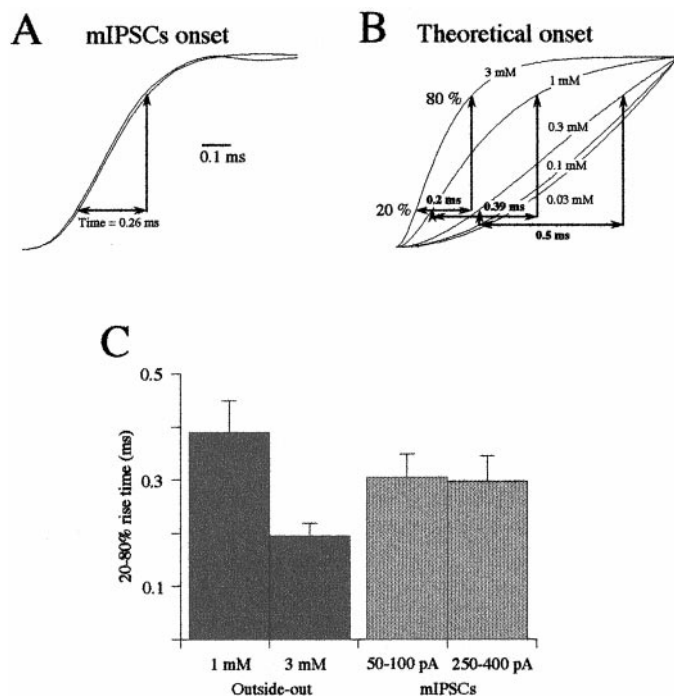 A
mIPSCs onset
0.1 ms
Time = 0.26 ms
B
Theoretical onset
3 mM
1 mM
80 %
0.3 mM
0.1 mM
0.03 mM
20 %
0.2 ms
0.39 ms
0.5 ms
C
20-80% rise time (ms)
0.5
0.3
0.1
1 mM
3 mM
50-100 pA
250-400 pA
Outside-out
mIPSCs